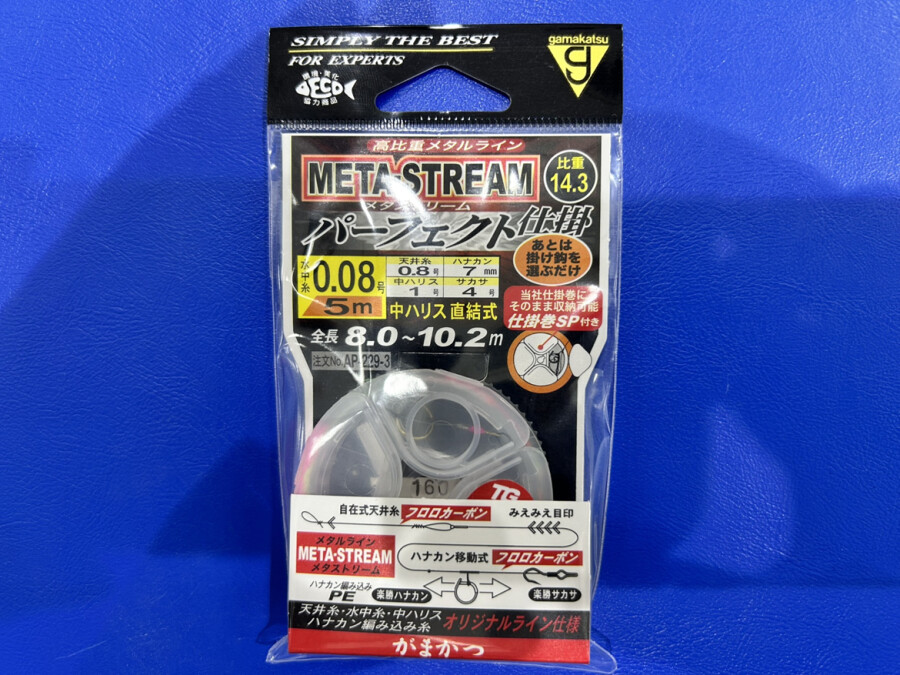 SIMPLY THE BEST
FOR EXPERTS
環境・実化
DECO
協力商品
gamakatsu
g
高比重メタルライン
META-STREAM
メタストリーム
比重
14.3
パーフェクト仕掛
あとは
掛け鈎を
選ぶだけ
水中糸
0.08号
5m
天井糸
0.8号
ハナカン
7mm
中ハリス
1号
サカサ
4号
中ハリス 直結式
当社仕掛巻に
そのまま収納可能
仕掛巻SP付き
全長 8.0~10.2m
注文No. AP-229-3
160
TG
自在式天井糸 フロロカーボン みえみえ目印
メタルライン
META-STREAM
メタストリーム
ハナカン移動式 フロロカーボン
ハナカン編み込み
PE
楽勝ハナカン
楽勝サカサ
天井糸・水中糸・中ハリス
ハナカン編み込み糸 オリジナルライン仕様
がまかつ